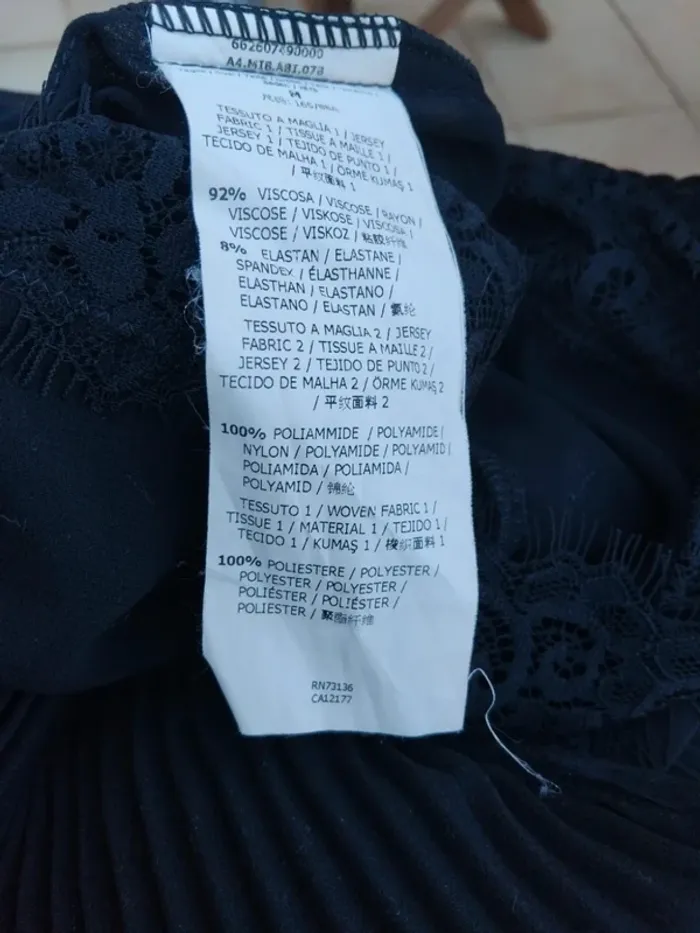 662607490000
A4.MIB.ABI.078
M
TESSUTO A MAGLIA 1 / JERSEY
FABRIC 1 / TISSUE A MAILLE 1 /
JERSEY 1 / TEJIDO DE PUNTO 1 /
TECIDO DE MALHA 1 / ÖRME KUMAŞ 1
/ 平纹面料 1
92% VISCOSA / VISCOSE / RAYON /
VISCOSE / VISKOSE / VISCOSA /
VISCOSE / VISKOZ / 粘胶纤维
8% ELASTAN / ELASTANE /
SPANDEX / ÉLASTHANNE /
ELASTHAN / ELASTANO /
ELASTANO / ELASTAN / 氨纶
TESSUTO A MAGLIA 2 / JERSEY
FABRIC 2 / TISSUE A MAILLE 2 /
JERSEY 2 / TEJIDO DE PUNTO 2 /
TECIDO DE MALHA 2 / ÖRME KUMAŞ 2
/ 平纹面料 2
100% POLIAMMIDE / POLYAMIDE /
NYLON / POLYAMIDE / POLYAMID /
POLIAMIDA / POLIAMIDA /
POLYAMID / 锦纶
TESSUTO 1 / WOVEN FABRIC 1 /
TISSUE 1 / MATERIAL 1 / TEJIDO 1 /
TECIDO 1 / KUMAŞ 1 / 梭织面料 1
100% POLIESTERE / POLYESTER /
POLYESTER / POLYESTER /
POLIÉSTER / POLIÉSTER /
POLIESTER / 聚酯纤维
RN73136
CA12177